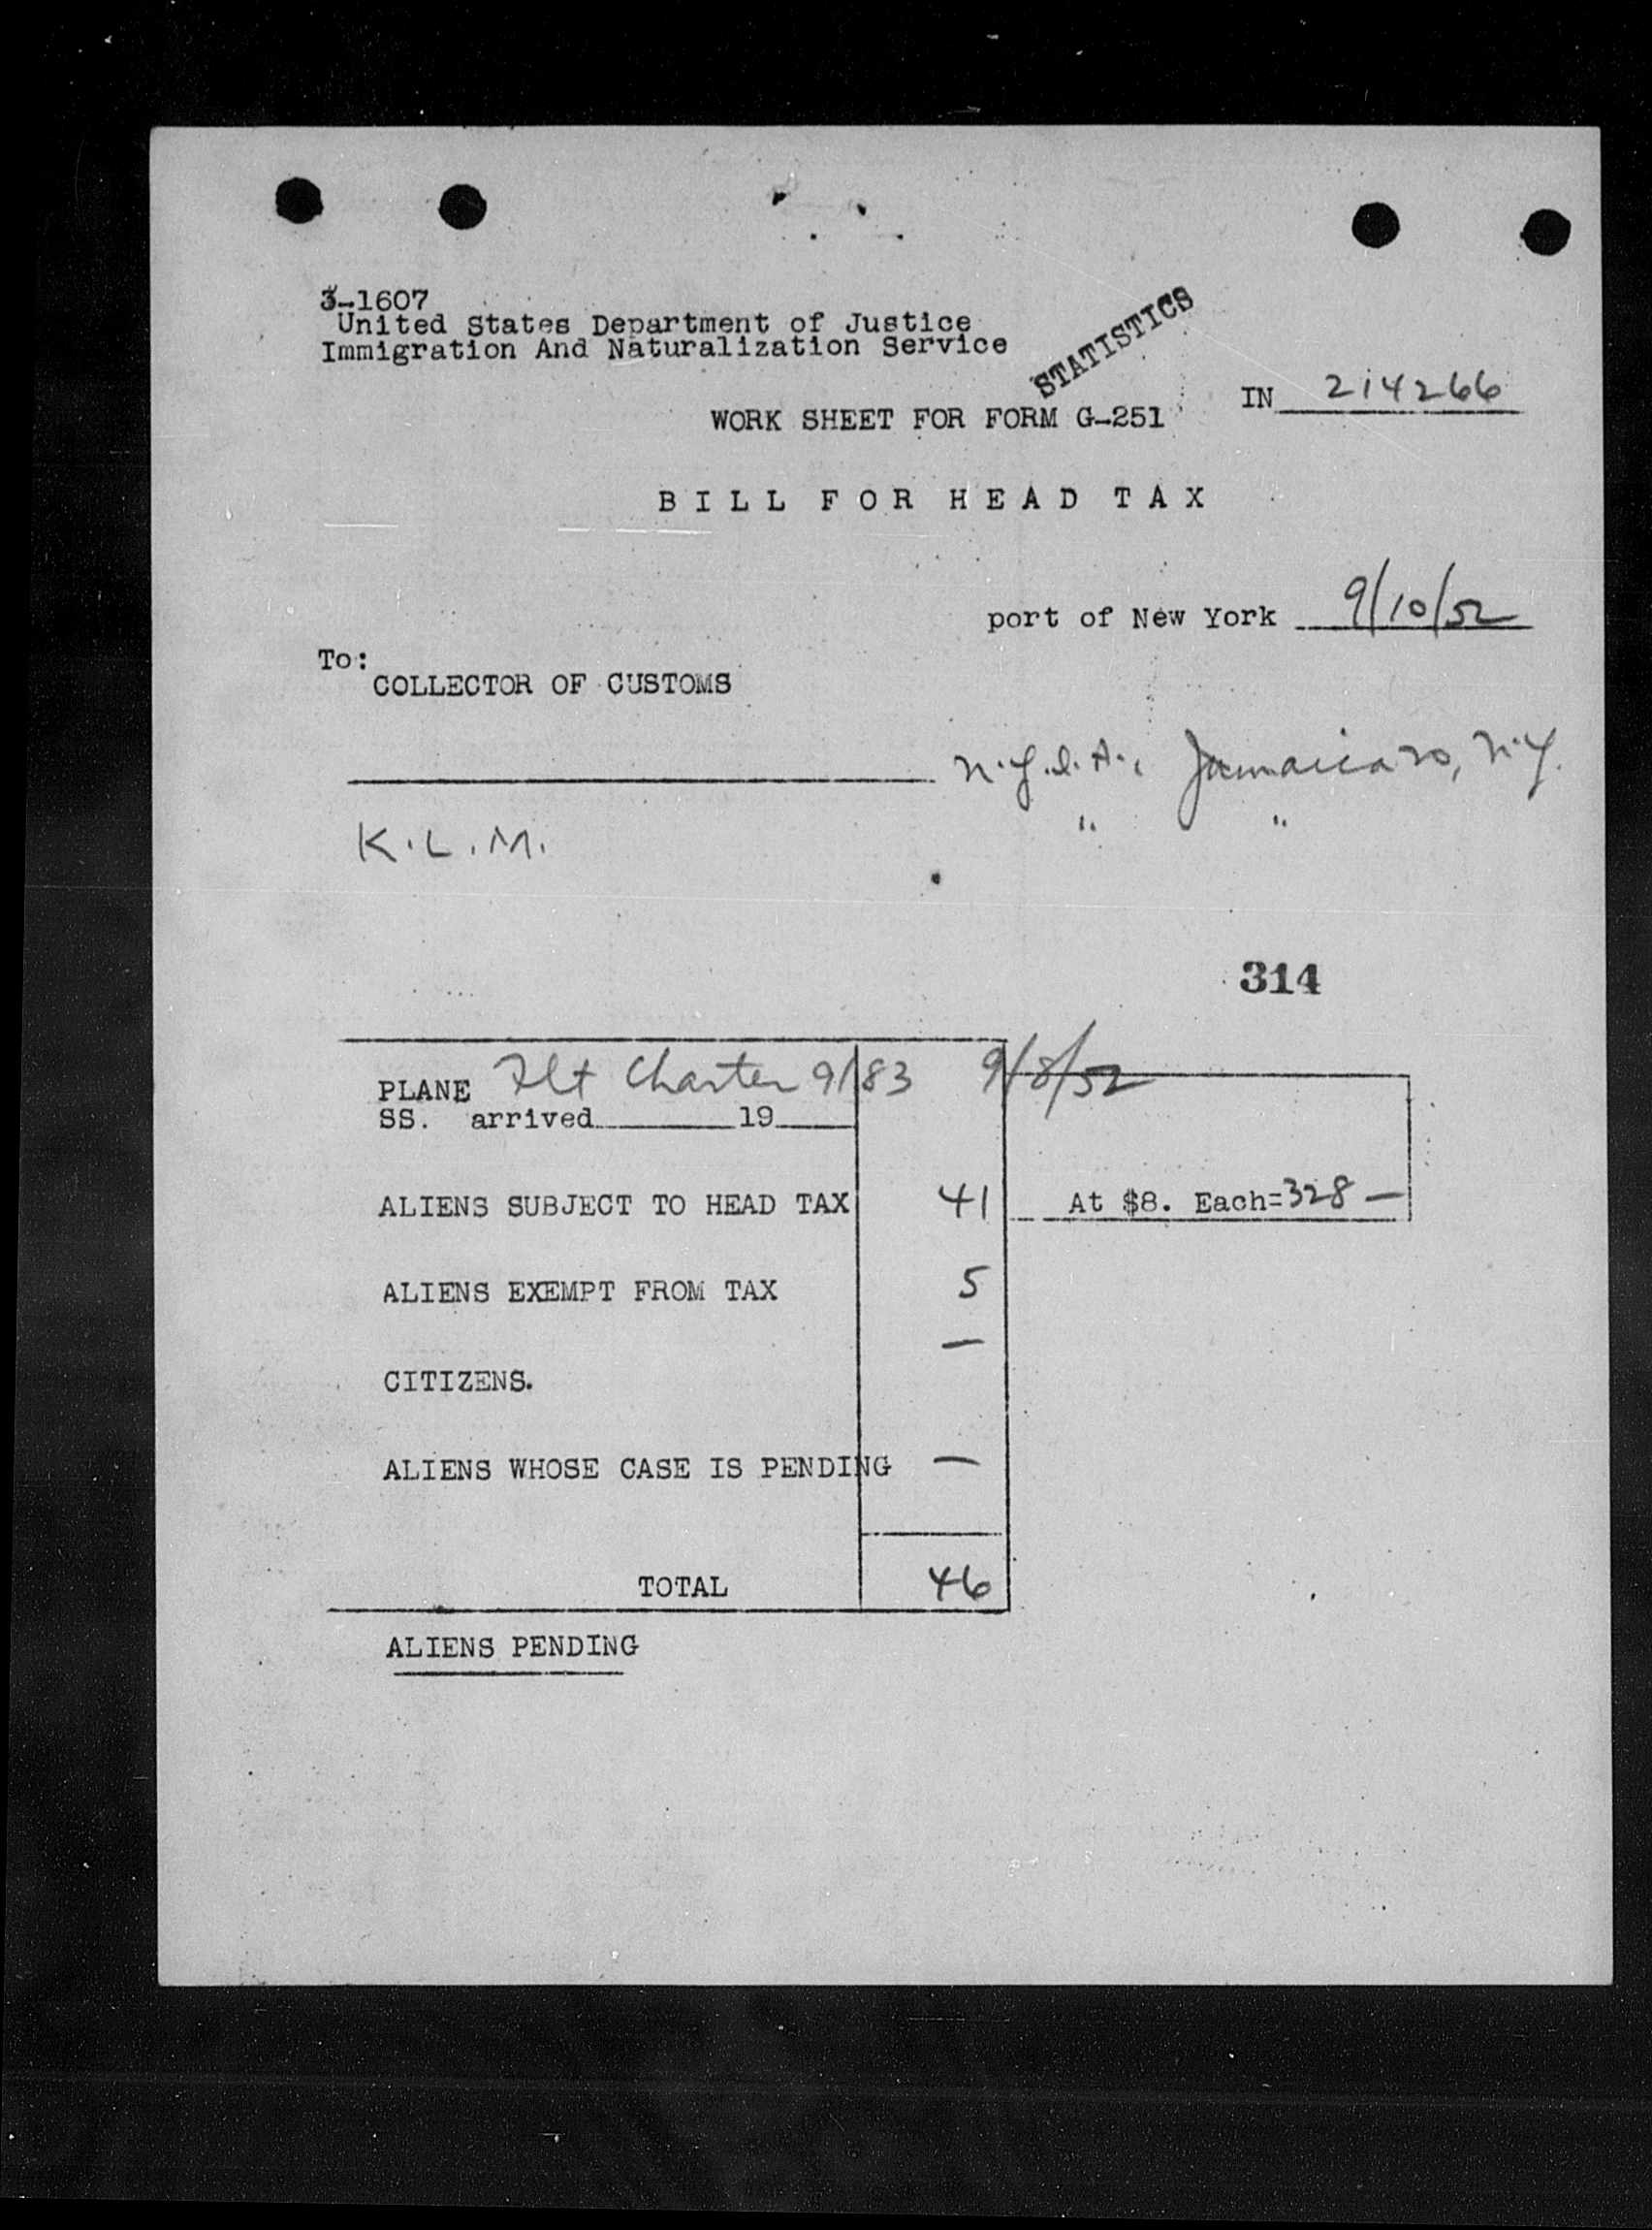 3-1607
United States Department of Justice
Immigration And Naturalization Service
STATISTICS
IN 214266
WORK SHEET FOR FORM G-251
BILL FOR HEAD TAX
port of New York 9/10/52
To:
COLLECTOR OF CUSTOMS
N.Y.I.A., Jamaica 30, N.Y.
" "
K.L.M.
314
PLANE Flt Charter 9183 9/8/52
SS. arrived 19
ALIENS SUBJECT TO HEAD TAX 41 At $8. Each=328 —
ALIENS EXEMPT FROM TAX 5
CITIZENS. —
ALIENS WHOSE CASE IS PENDING —
TOTAL 46
ALIENS PENDING